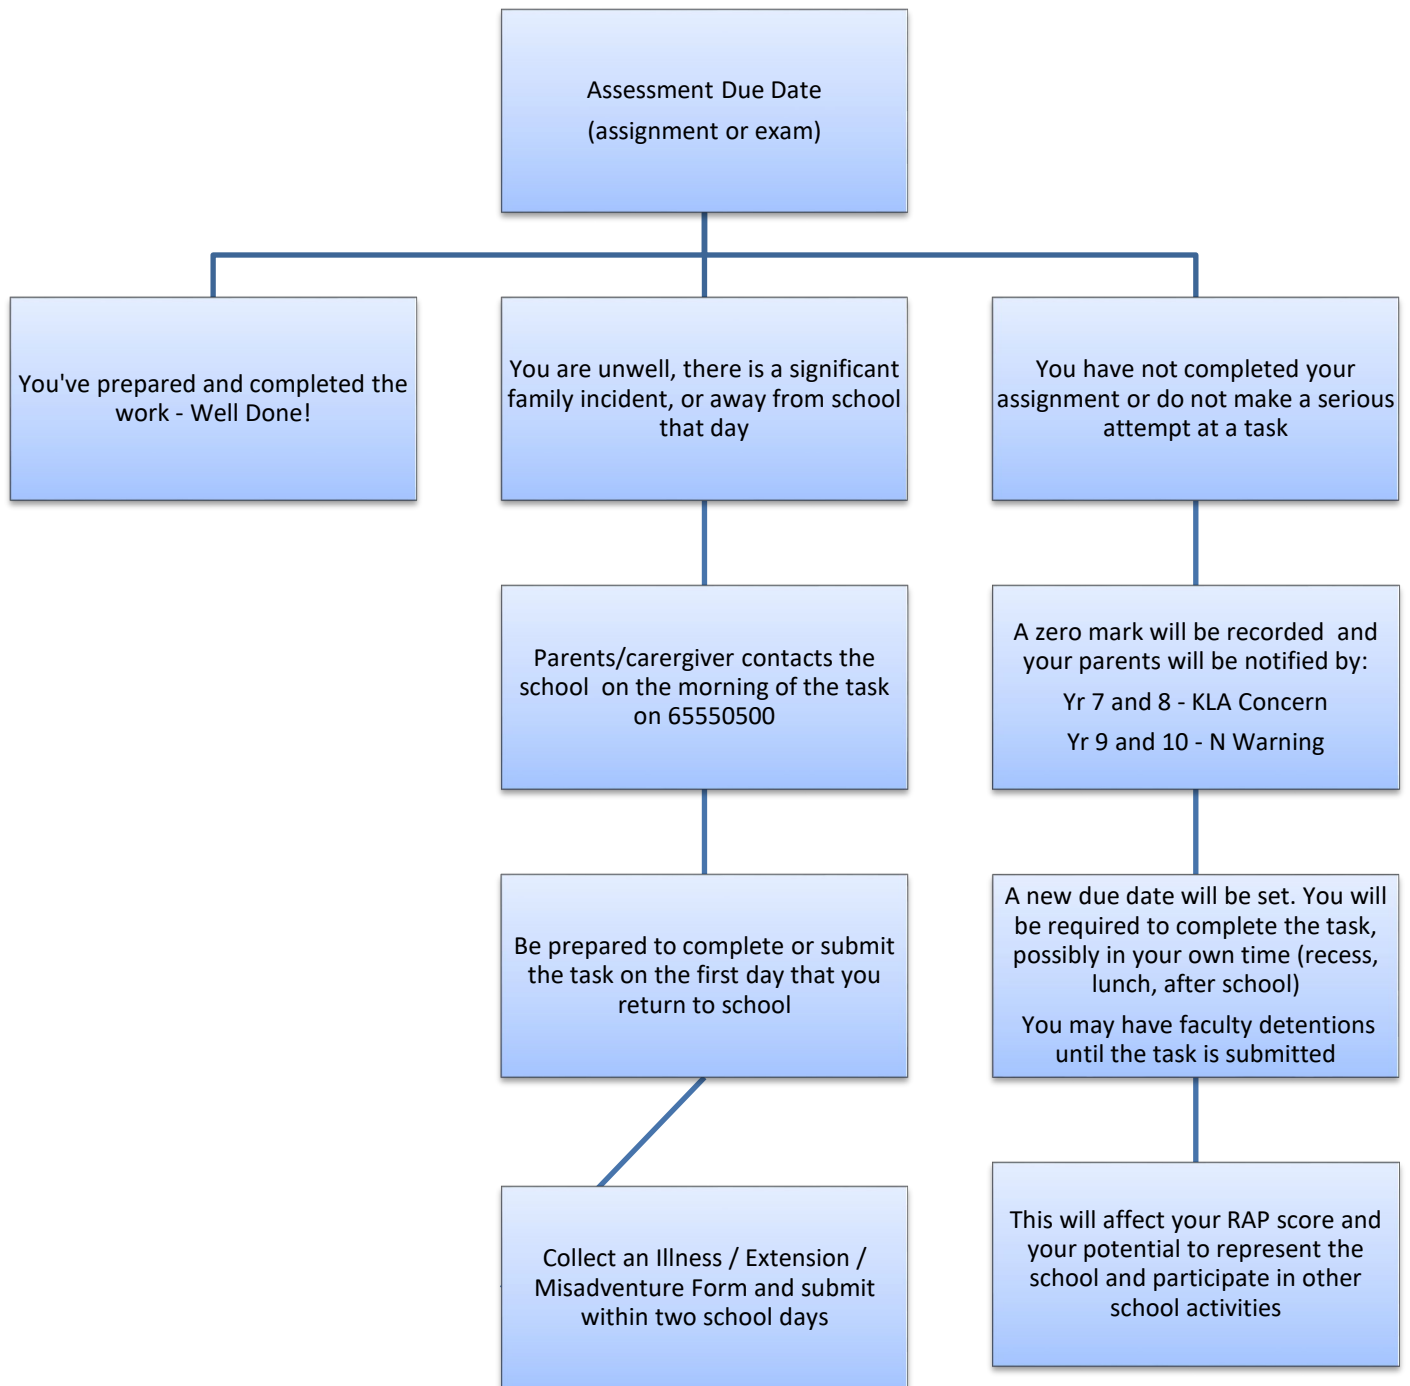 Assessment Due Date
(assignment or exam)
You've prepared and completed the
work - Well Done!
You are unwell, there is a significant
family incident, or away from school
that day
You have not completed your
assignment or do not make a serious
attempt at a task
Parents/carergiver contacts the
school on the morning of the task
on 65550500
A zero mark will be recorded and
your parents will be notified by:
Yr 7 and 8 - KLA Concern
Yr 9 and 10 - N Warning
Be prepared to complete or submit
the task on the first day that you
return to school
A new due date will be set. You will
be required to complete the task,
possibly in your own time (recess,
lunch, after school)
You may have faculty detentions
until the task is submitted
Collect an Illness / Extension /
Misadventure Form and submit
within two school days
This will affect your RAP score and
your potential to represent the
school and participate in other
school activities